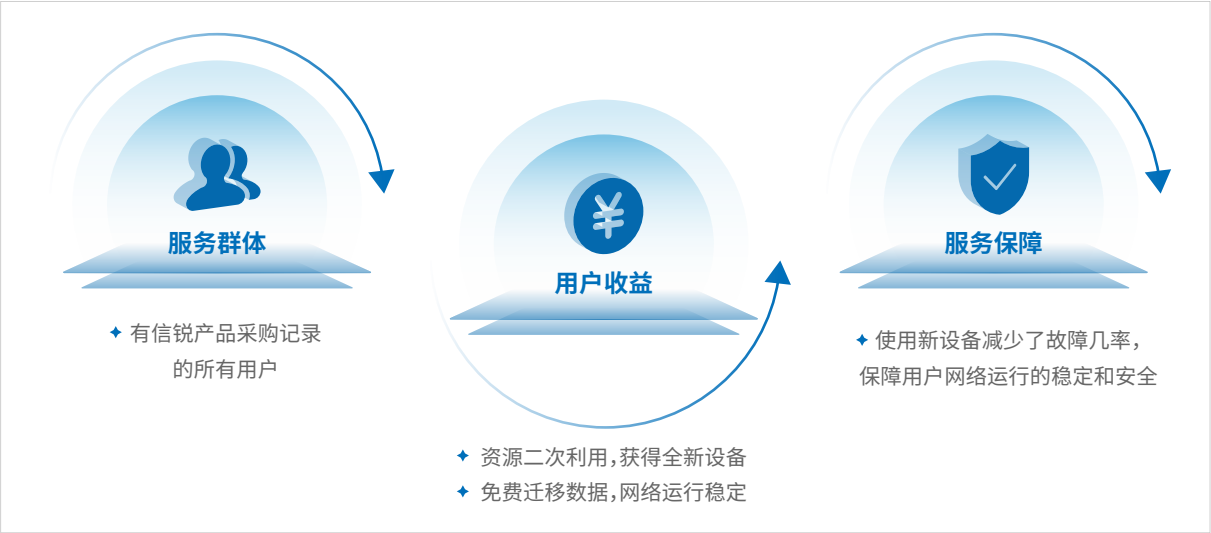 服务群体
有信锐产品采购记录
的所有用户
用户收益
资源二次利用,获得全新设备
免费迁移数据,网络运行稳定
服务保障
使用新设备减少了故障几率，
保障用户网络运行的稳定和安全